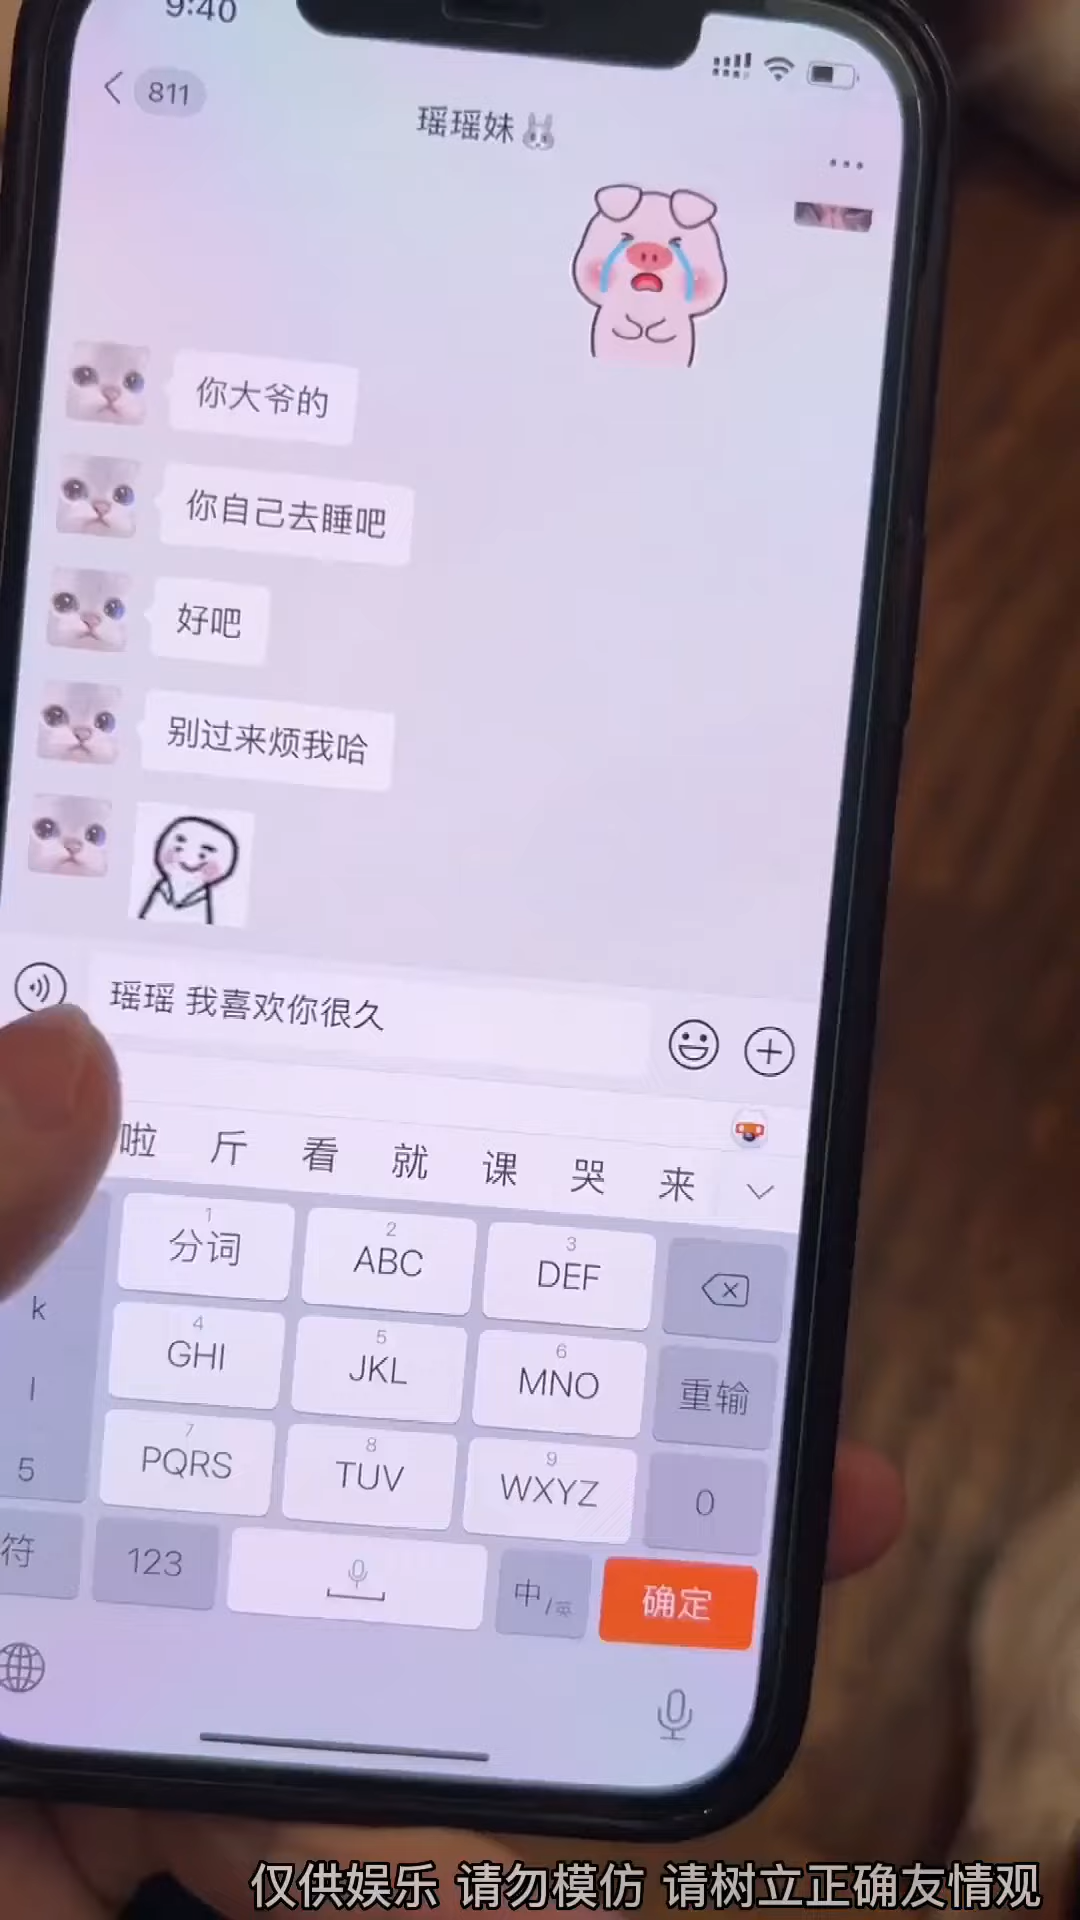 9:40
811
瑶瑶妹
你大爷的
你自己去睡吧
好吧
别过来烦我哈
瑶瑶 我喜欢你很久
啦 斤 看 就 课 哭 来
1 2 3
分词 ABC DEF
k
4 5 6
GHI JKL MNO 重输
l
7 8 9
PQRS TUV WXYZ 0
5
符 123 中/英 确定
仅供娱乐 请勿模仿 请树立正确友情观